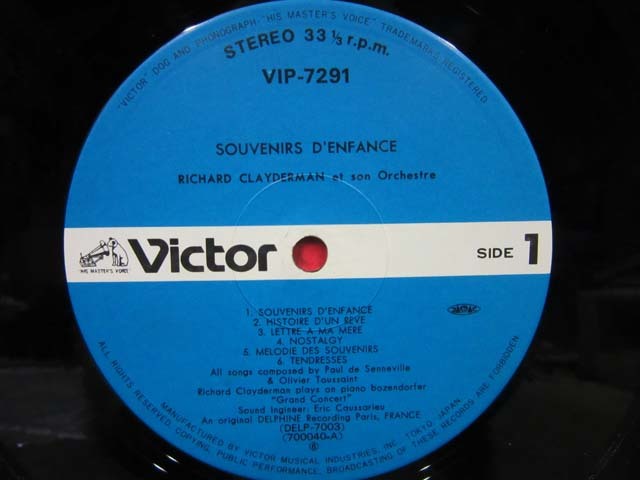 "VICTOR" DOG AND PHONOGRAPH-"HIS MASTER'S VOICE" TRADEMARKS REGISTERED
STEREO 33 1/3 r.p.m.
VIP-7291
SOUVENIRS D'ENFANCE
RICHARD CLAYDERMAN et son Orchestre
"HIS MASTER'S VOICE"
Victor
SIDE 1
1. SOUVENIRS D'ENFANCE
2. HISTOIRE D'UN REVE
3. LETTRE A MA MERE
4. NOSTALGY
5. MELODIE DES SOUVENIRS
6. TENDRESSES
All songs composed by Paul de Senneville
& Olivier Toussaint
Richard Clayderman plays on piano bozendorfer
"Grand Concert"
Sound Ingineer: Eric Caussarieu
An original DELPHINE Recording Paris, FRANCE
(DELP-7003)
(700040-A)
MANUFACTURED BY VICTOR MUSICAL INDUSTRIES, INC. TOKYO JAPAN
ALL RIGHTS RESERVED. COPYING, PUBLIC PERFORMANCE, BROADCASTING OF THESE RECORDS ARE FORBIDDEN